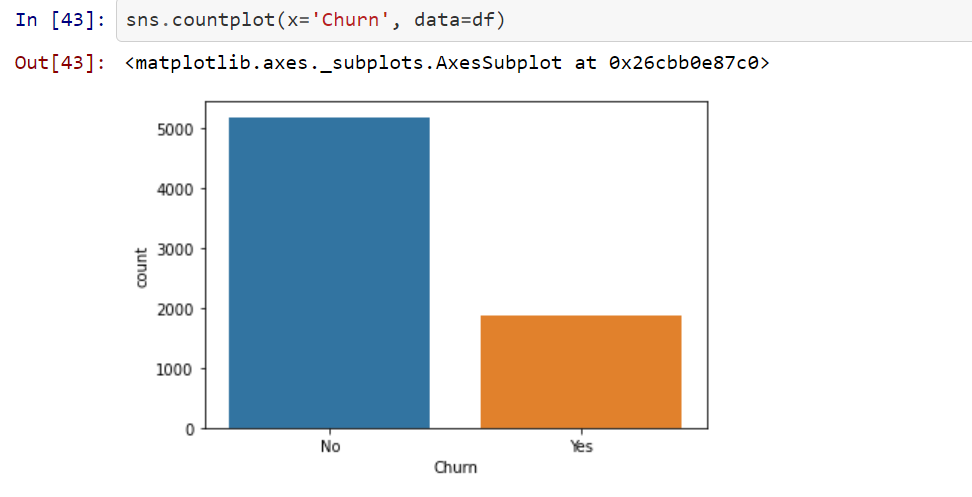 In [43]: sns.countplot(x='Churn', data=df)
Out[43]: <matplotlib.axes._subplots.AxesSubplot at 0x26cbb0e87c0>
5000
4000
3000
2000
1000
0
count
No Yes
Churn